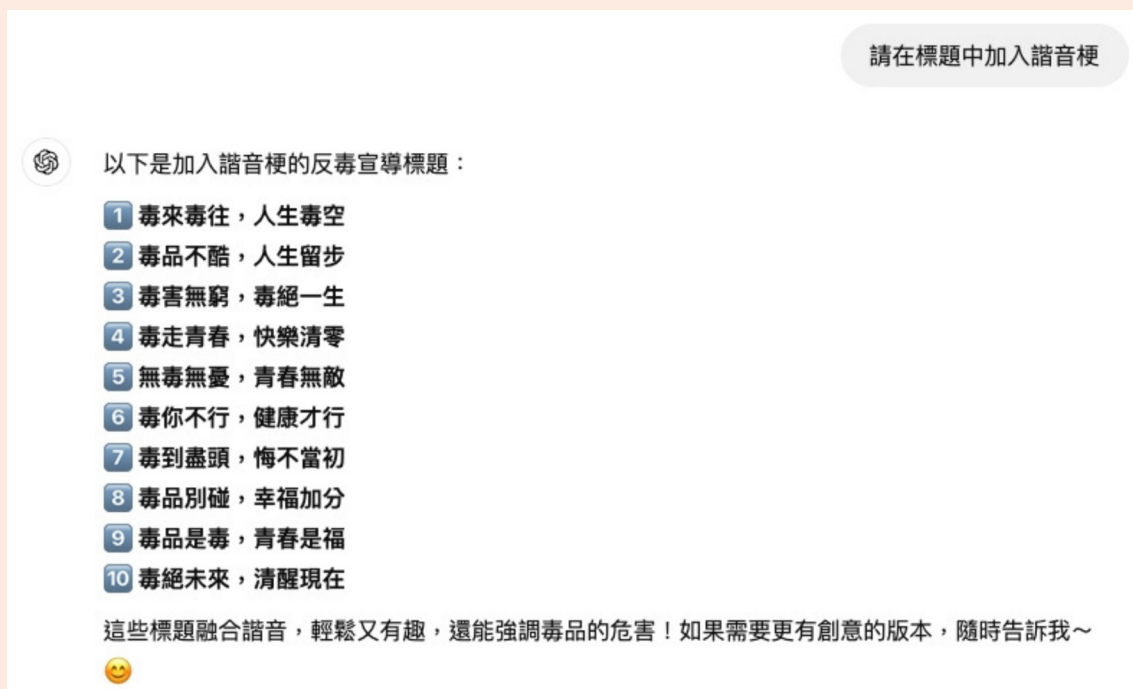 請在標題中加入諧音梗
以下是加入諧音梗的反毒宣導標題：
1️⃣ 毒來毒往，人生毒空
2️⃣ 毒品不酷，人生留步
3️⃣ 毒害無窮，毒絕一生
4️⃣ 毒走青春，快樂清零
5️⃣ 無毒無憂，青春無敵
6️⃣ 毒你不行，健康才行
7️⃣ 毒到盡頭，悔不當初
8️⃣ 毒品別碰，幸福加分
9️⃣ 毒品是毒，青春是福
🔟 毒絕未來，清醒現在
這些標題融合諧音，輕鬆又有趣，還能強調毒品的危害！如果需要更有創意的版本，隨時告訴我～
😊